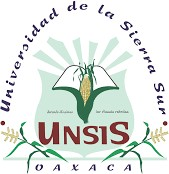 • Universidad de la Sierra Sur •
UNSIS
OAXACA